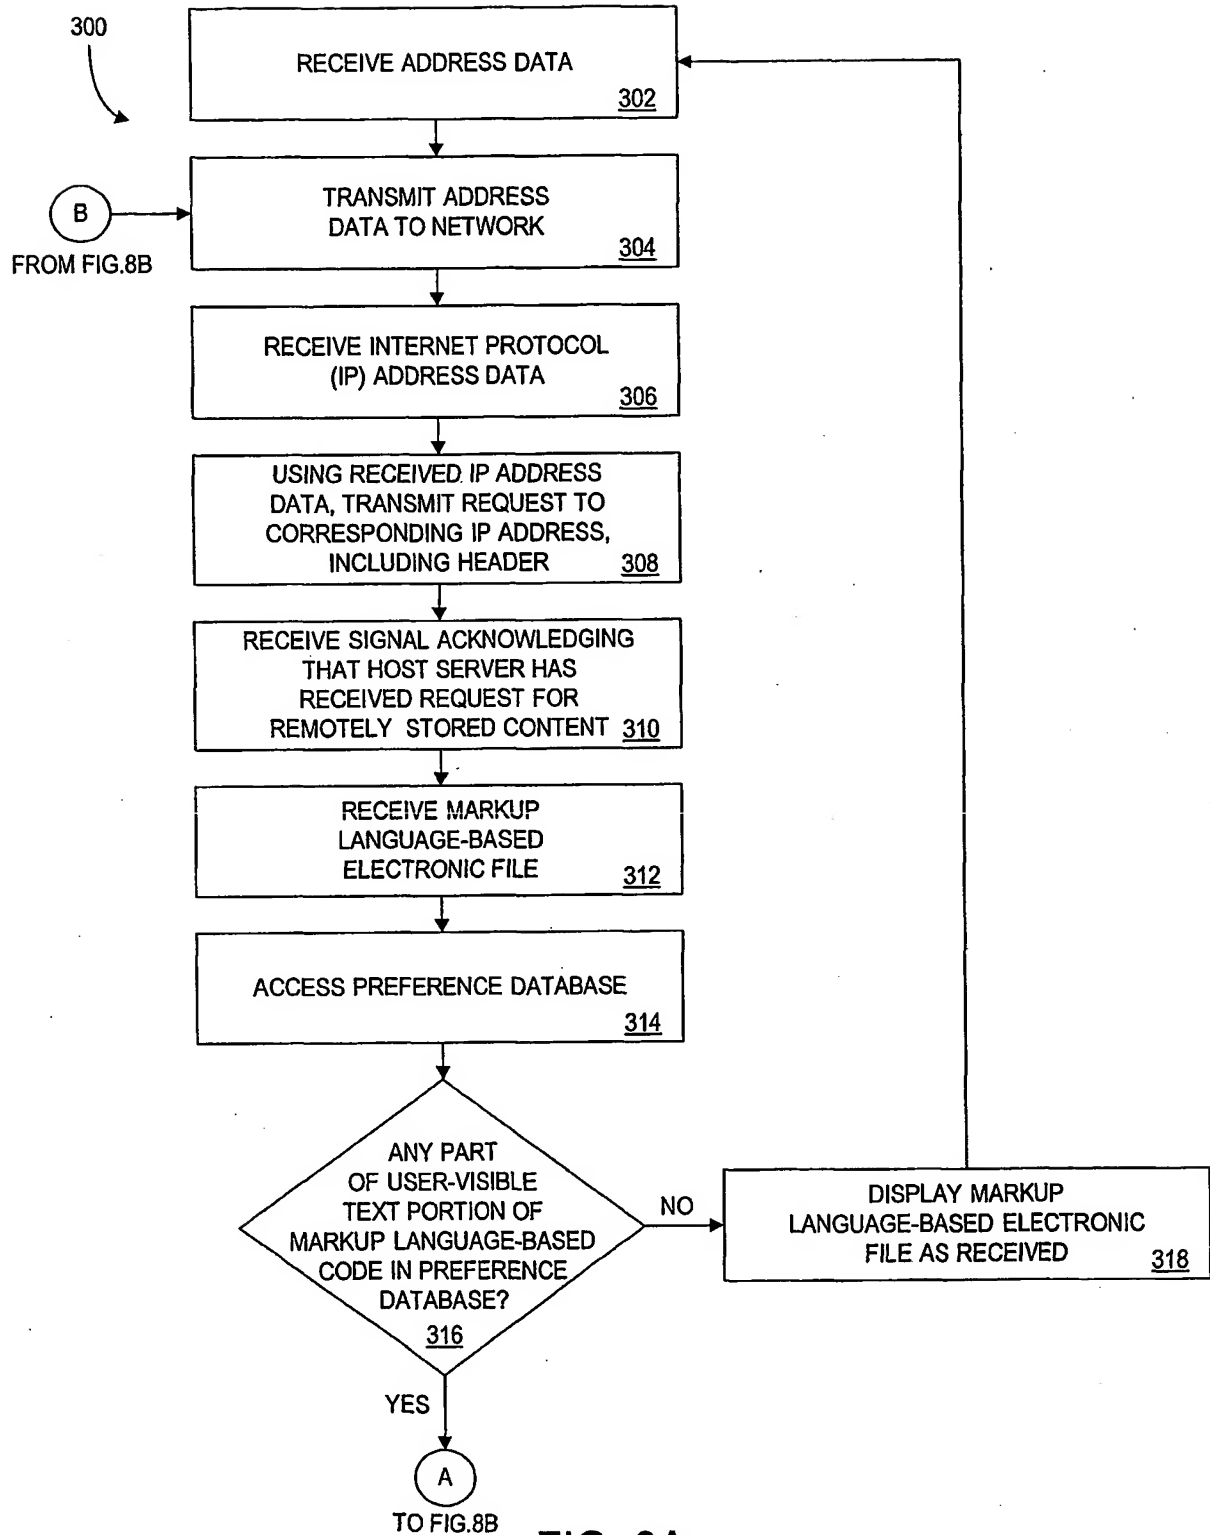 300
RECEIVE ADDRESS DATA
302
TRANSMIT ADDRESS
DATA TO NETWORK
304
B
FROM FIG.8B
RECEIVE INTERNET PROTOCOL
(IP) ADDRESS DATA
306
USING RECEIVED IP ADDRESS
DATA, TRANSMIT REQUEST TO
CORRESPONDING IP ADDRESS,
INCLUDING HEADER
308
RECEIVE SIGNAL ACKNOWLEDGING
THAT HOST SERVER HAS
RECEIVED REQUEST FOR
REMOTELY STORED CONTENT
310
RECEIVE MARKUP
LANGUAGE-BASED
ELECTRONIC FILE
312
ACCESS PREFERENCE DATABASE
314
ANY PART
OF USER-VISIBLE
TEXT PORTION OF
MARKUP LANGUAGE-BASED
CODE IN PREFERENCE
DATABASE?
316
NO
DISPLAY MARKUP
LANGUAGE-BASED ELECTRONIC
FILE AS RECEIVED
318
YES
A
TO FIG.8B